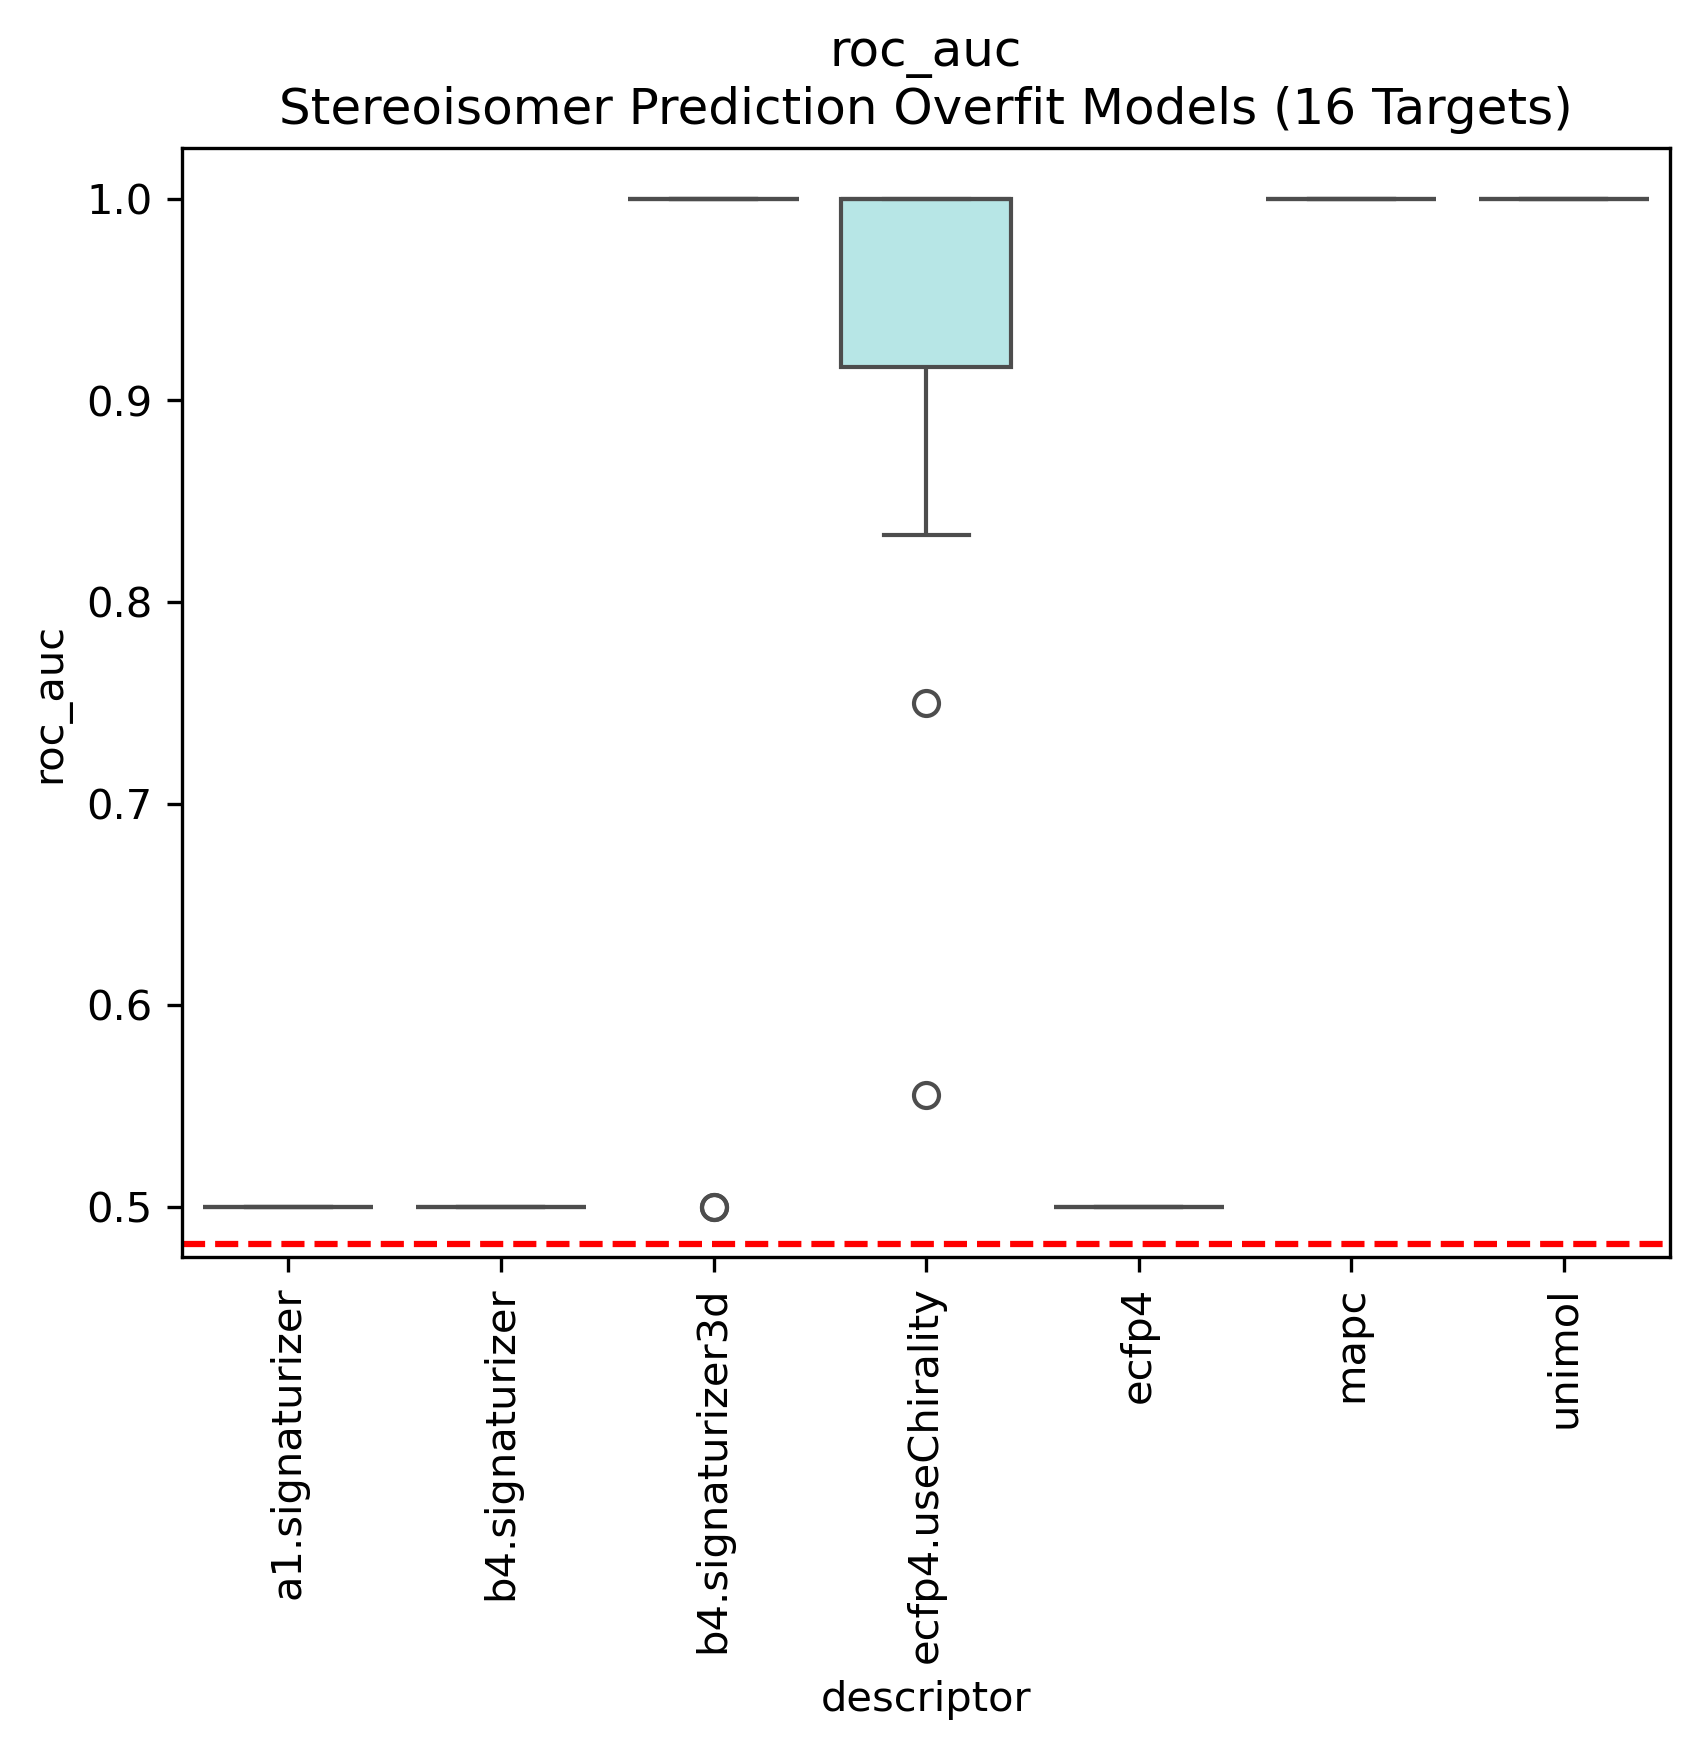 roc_auc
Stereoisomer Prediction Overfit Models (16 Targets)
1.0
0.9
0.8
0.7
0.6
0.5
roc_auc
a1.signaturizer
b4.signaturizer
b4.signaturizer3d
ecfp4.useChirality
ecfp4
mapc
unimol
descriptor